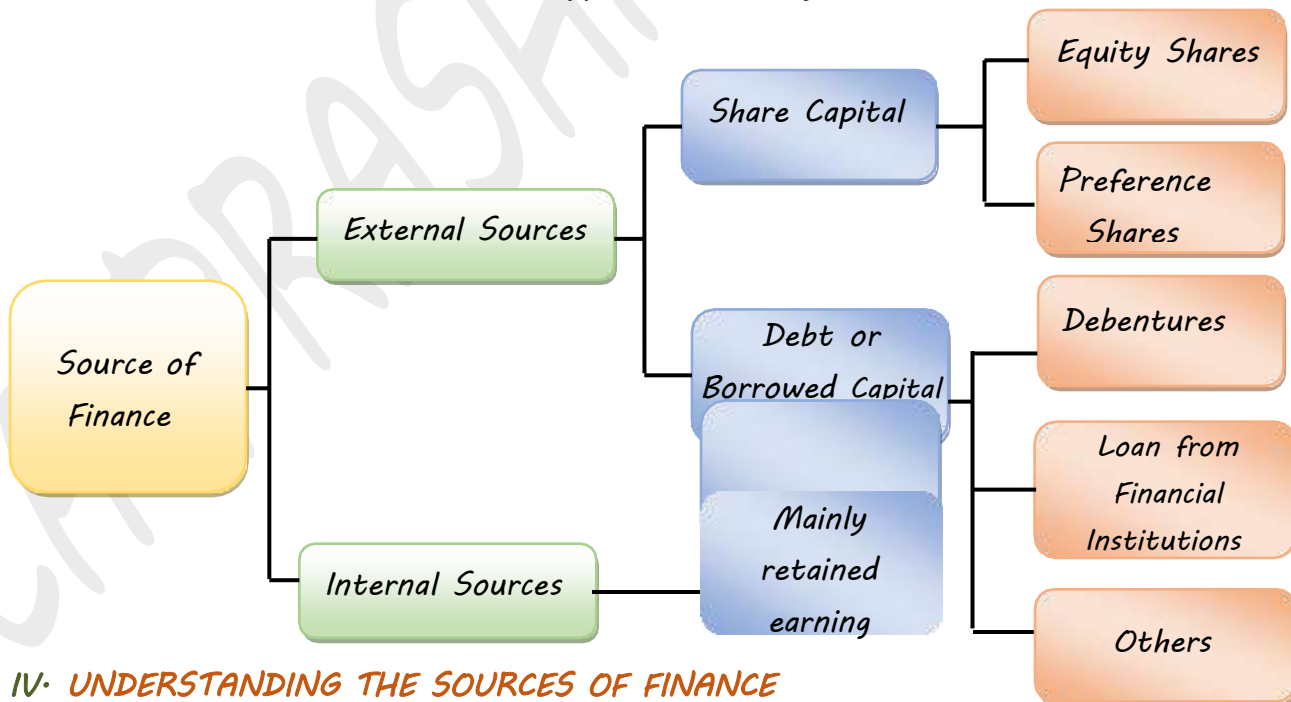 Equity Shares
Share Capital
Preference
Shares
External Sources
Debentures
Debt or
Borrowed Capital
Source of
Finance
Loan from
Financial
Institutions
Mainly
retained
earning
Internal Sources
Others
IV. UNDERSTANDING THE SOURCES OF FINANCE